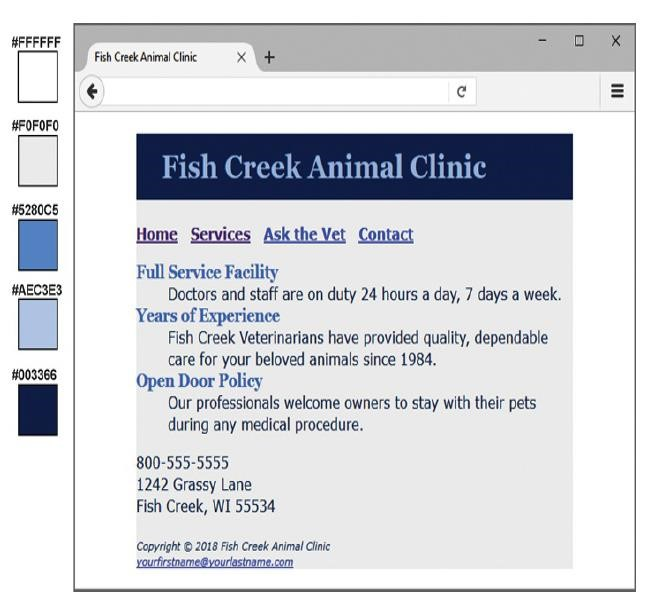 #FFFFFF
#F0F0F0
#5280C5
#AEC3E3
#003366
Fish Creek Animal Clinic
Fish Creek Animal Clinic
Home Services Ask the Vet Contact
Full Service Facility
Doctors and staff are on duty 24 hours a day, 7 days a week.
Years of Experience
Fish Creek Veterinarians have provided quality, dependable
care for your beloved animals since 1984.
Open Door Policy
Our professionals welcome owners to stay with their pets
during any medical procedure.
800-555-5555
1242 Grassy Lane
Fish Creek, WI 55534
Copyright © 2018 Fish Creek Animal Clinic
yourfirstname@yourlastname.com